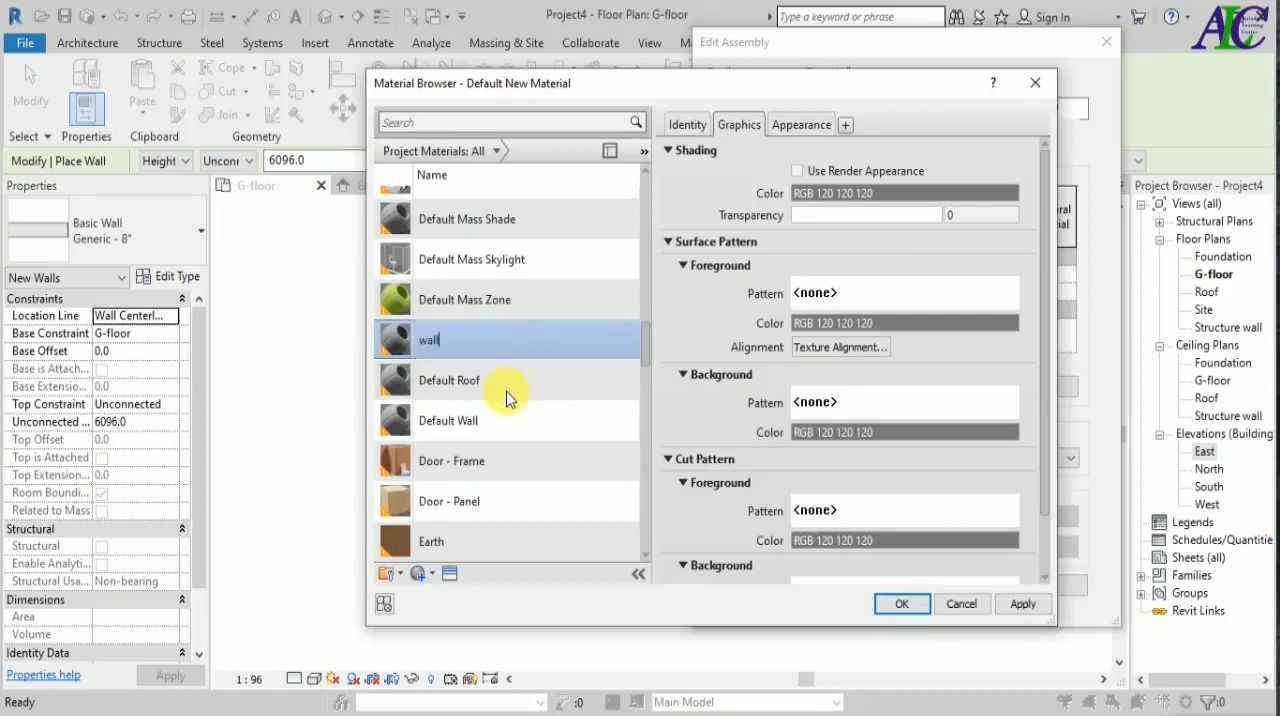 Project4 - Floor Plan: G-floor
Type a keyword or phrase
Sign In
ALC
File
Architecture
Structure
Steel
Systems
Insert
Annotate
Analyze
Massing & Site
Collaborate
View
Edit Assembly
Modify
Properties
Paste
Cope
Cut
Join
Select
Properties
Clipboard
Geometry
Modify | Place Wall
Height
Unconr
6096.0
Properties
Basic Wall
Generic - 8"
New Walls
Edit Type
Constraints
Location Line
Wall Centerl...
Base Constraint
G-floor
Base Offset
0.0
Base is Attach...
Base Extensio...
0.0
Top Constraint
Unconnected
Unconnected ...
6096.0
Top Offset
0.0
Top is Attached
Top Extension...
0.0
Room Boundi...
Related to Mass
Structural
Structural
Enable Analyti...
Structural Usa...
Non-bearing
Dimensions
Area
Volume
Identity Data
Properties help
Apply
G-floor
Material Browser - Default New Material
?
Search
Project Materials: All
Name
Default Mass Shade
Default Mass Skylight
Default Mass Zone
wall
Default Roof
Default Wall
Door - Frame
Door - Panel
Earth
Identity
Graphics
Appearance
Shading
Use Render Appearance
Color
RGB 120 120 120
Transparency
0
Surface Pattern
Foreground
Pattern
<none>
Color
RGB 120 120 120
Alignment
Texture Alignment...
Background
Pattern
<none>
Color
RGB 120 120 120
Cut Pattern
Foreground
Pattern
<none>
Color
RGB 120 120 120
Background
OK
Cancel
Apply
Project Browser - Project4
Views (all)
Structural Plans
Floor Plans
Foundation
G-floor
Roof
Site
Structure wall
Ceiling Plans
Foundation
G-floor
Roof
Structure wall
Elevations (Building
East
North
South
West
Legends
Schedules/Quantitie
Sheets (all)
Families
Groups
Revit Links
1 : 96
Ready
:0
Main Model
:0